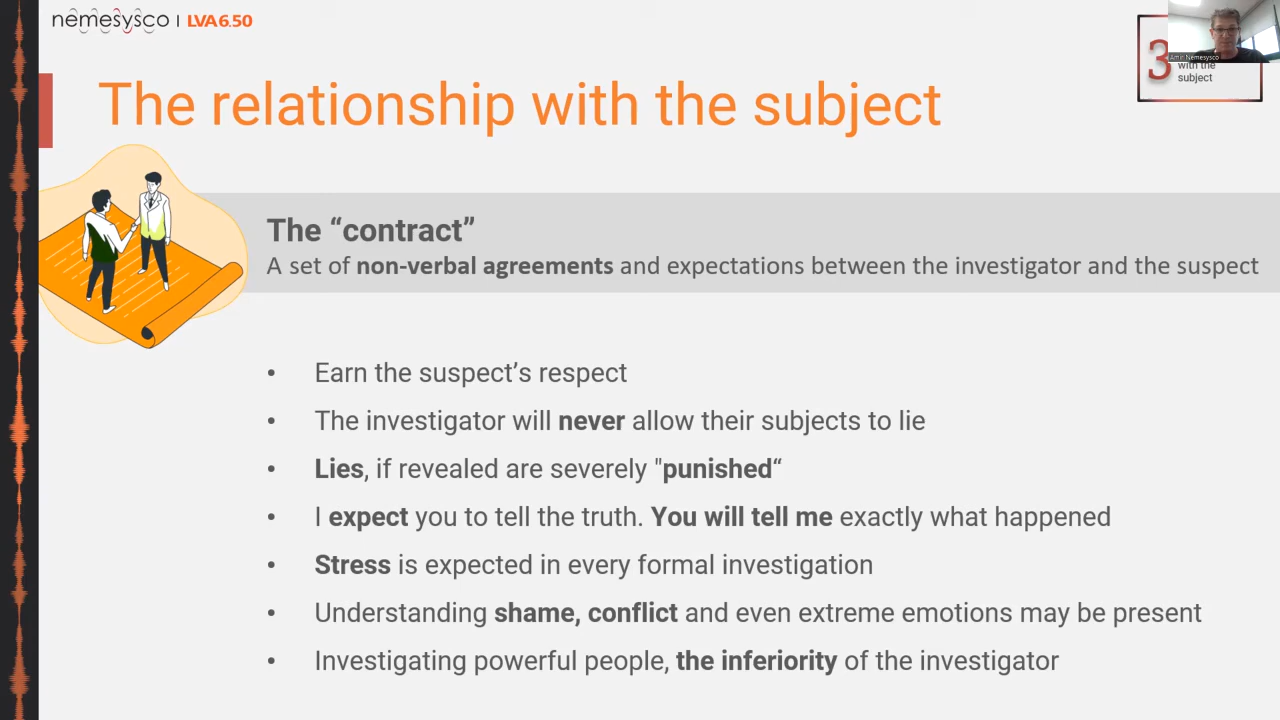 nemesysco | LVA6.50
Amir Nemesysco
3
with the
subject
The relationship with the subject
The “contract”
A set of non-verbal agreements and expectations between the investigator and the suspect
• Earn the suspect’s respect
• The investigator will never allow their subjects to lie
• Lies, if revealed are severely "punished“
• I expect you to tell the truth. You will tell me exactly what happened
• Stress is expected in every formal investigation
• Understanding shame, conflict and even extreme emotions may be present
• Investigating powerful people, the inferiority of the investigator